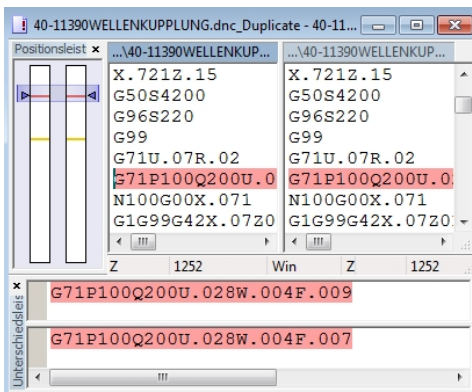 40-11390WELLENKUPPLUNG.dnc_Duplicate - 40-11...
Positionsleist ×
...\40-11390WELLENKUP...
...\40-11390WELLENKUP...
X.721Z.15
G50S4200
G96S220
G99
G71U.07R.02
G71P100Q200U.0
N100G00X.071
G1G99G42X.07Z0
X.721Z.15
G50S4200
G96S220
G99
G71U.07R.02
G71P100Q200U.0
N100G00X.071
G1G99G42X.07Z0
Z 1252 Win Z 1252
× Unterschiedsleis
G71P100Q200U.028W.004F.009
G71P100Q200U.028W.004F.007